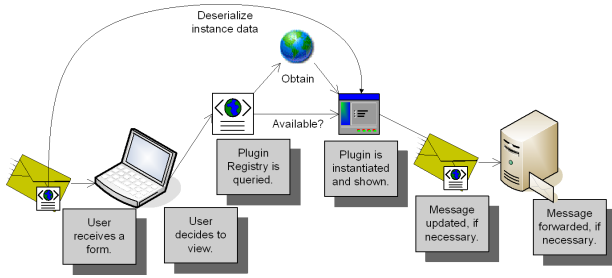 Deserialize
instance data
Obtain
Available?
Plugin
Registry is
queried.
Plugin is
instantiated
and shown.
User
receives a
form.
User
decides to
view.
Message
updated, if
necessary.
Message
forwarded, if
necessary.